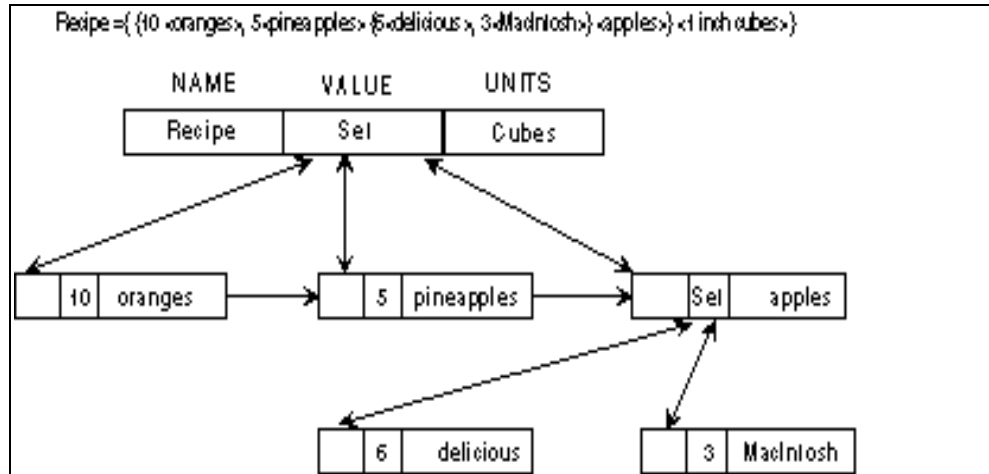 Recipe={ {10 <oranges>, 5<pineapples> {6<delicious>, 3<MacIntosh>} <apples>} <1 inch cubes>}
NAME VALUE UNITS
Recipe Set Cubes
10 oranges 5 pineapples Set apples
6 delicious 3 MacIntosh